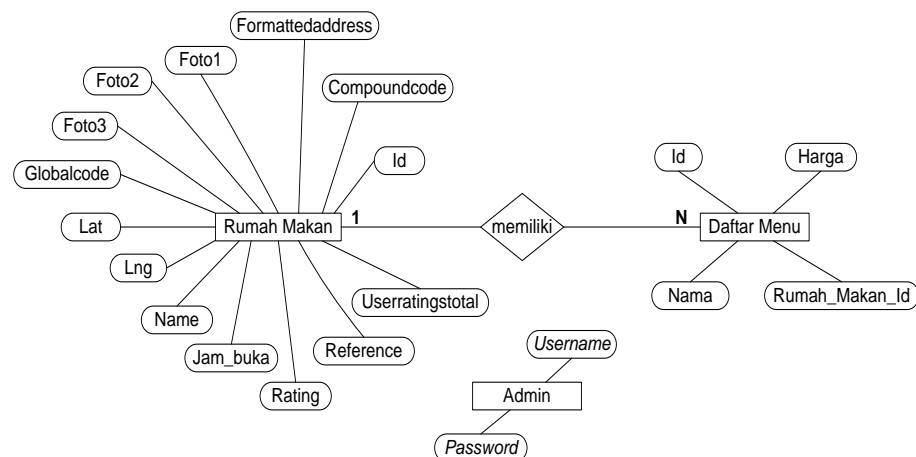 Formattedaddress
Foto1
Foto2
Compoundcode
Foto3
Id
Id
Harga
Globalcode
Rumah Makan
1
memiliki
N
Daftar Menu
Lat
Lng
Userratingstotal
Nama
Rumah_Makan_Id
Name
Jam_buka
Reference
Username
Rating
Admin
Password